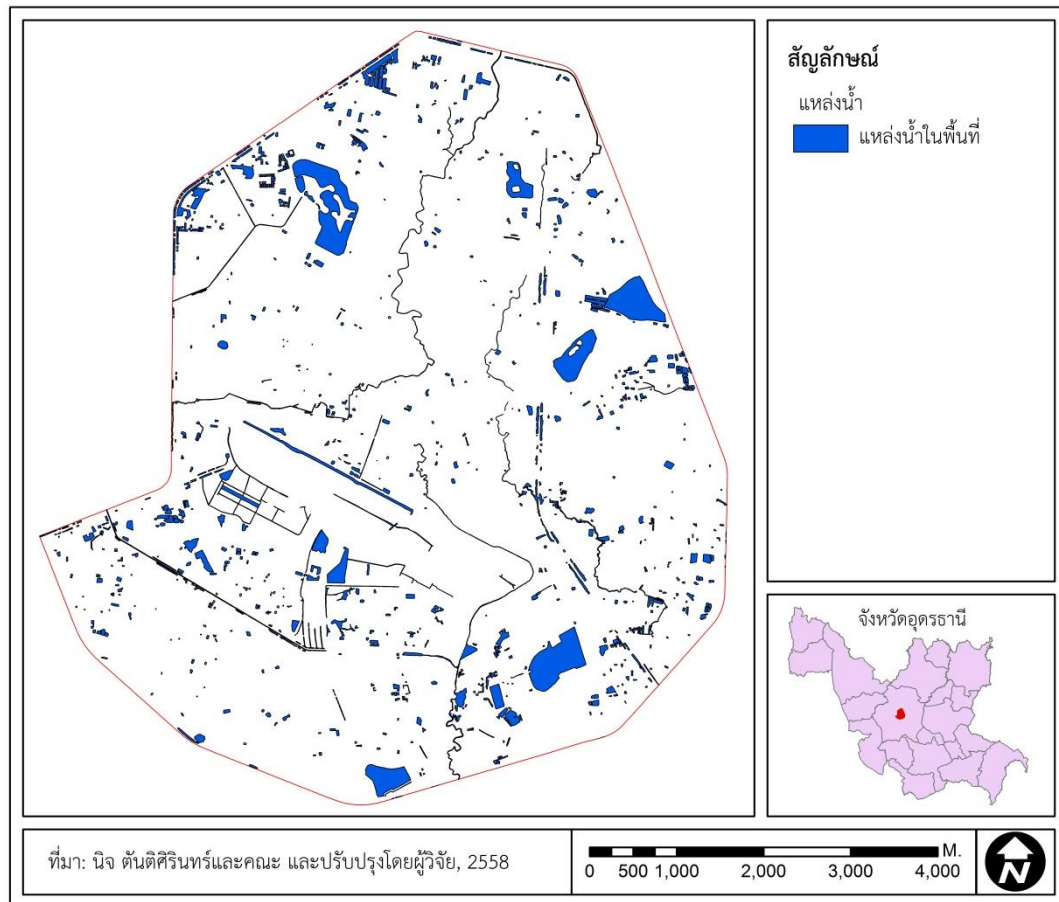 สัญลักษณ์
แหล่งน้ำ
แหล่งน้ำในพื้นที่
จังหวัดอุดรธานี
ที่มา: นิจ ตันติศิรินทร์และคณะ และปรับปรุงโดยผู้วิจัย, 2558
M.
0 500 1,000 2,000 3,000 4,000
N